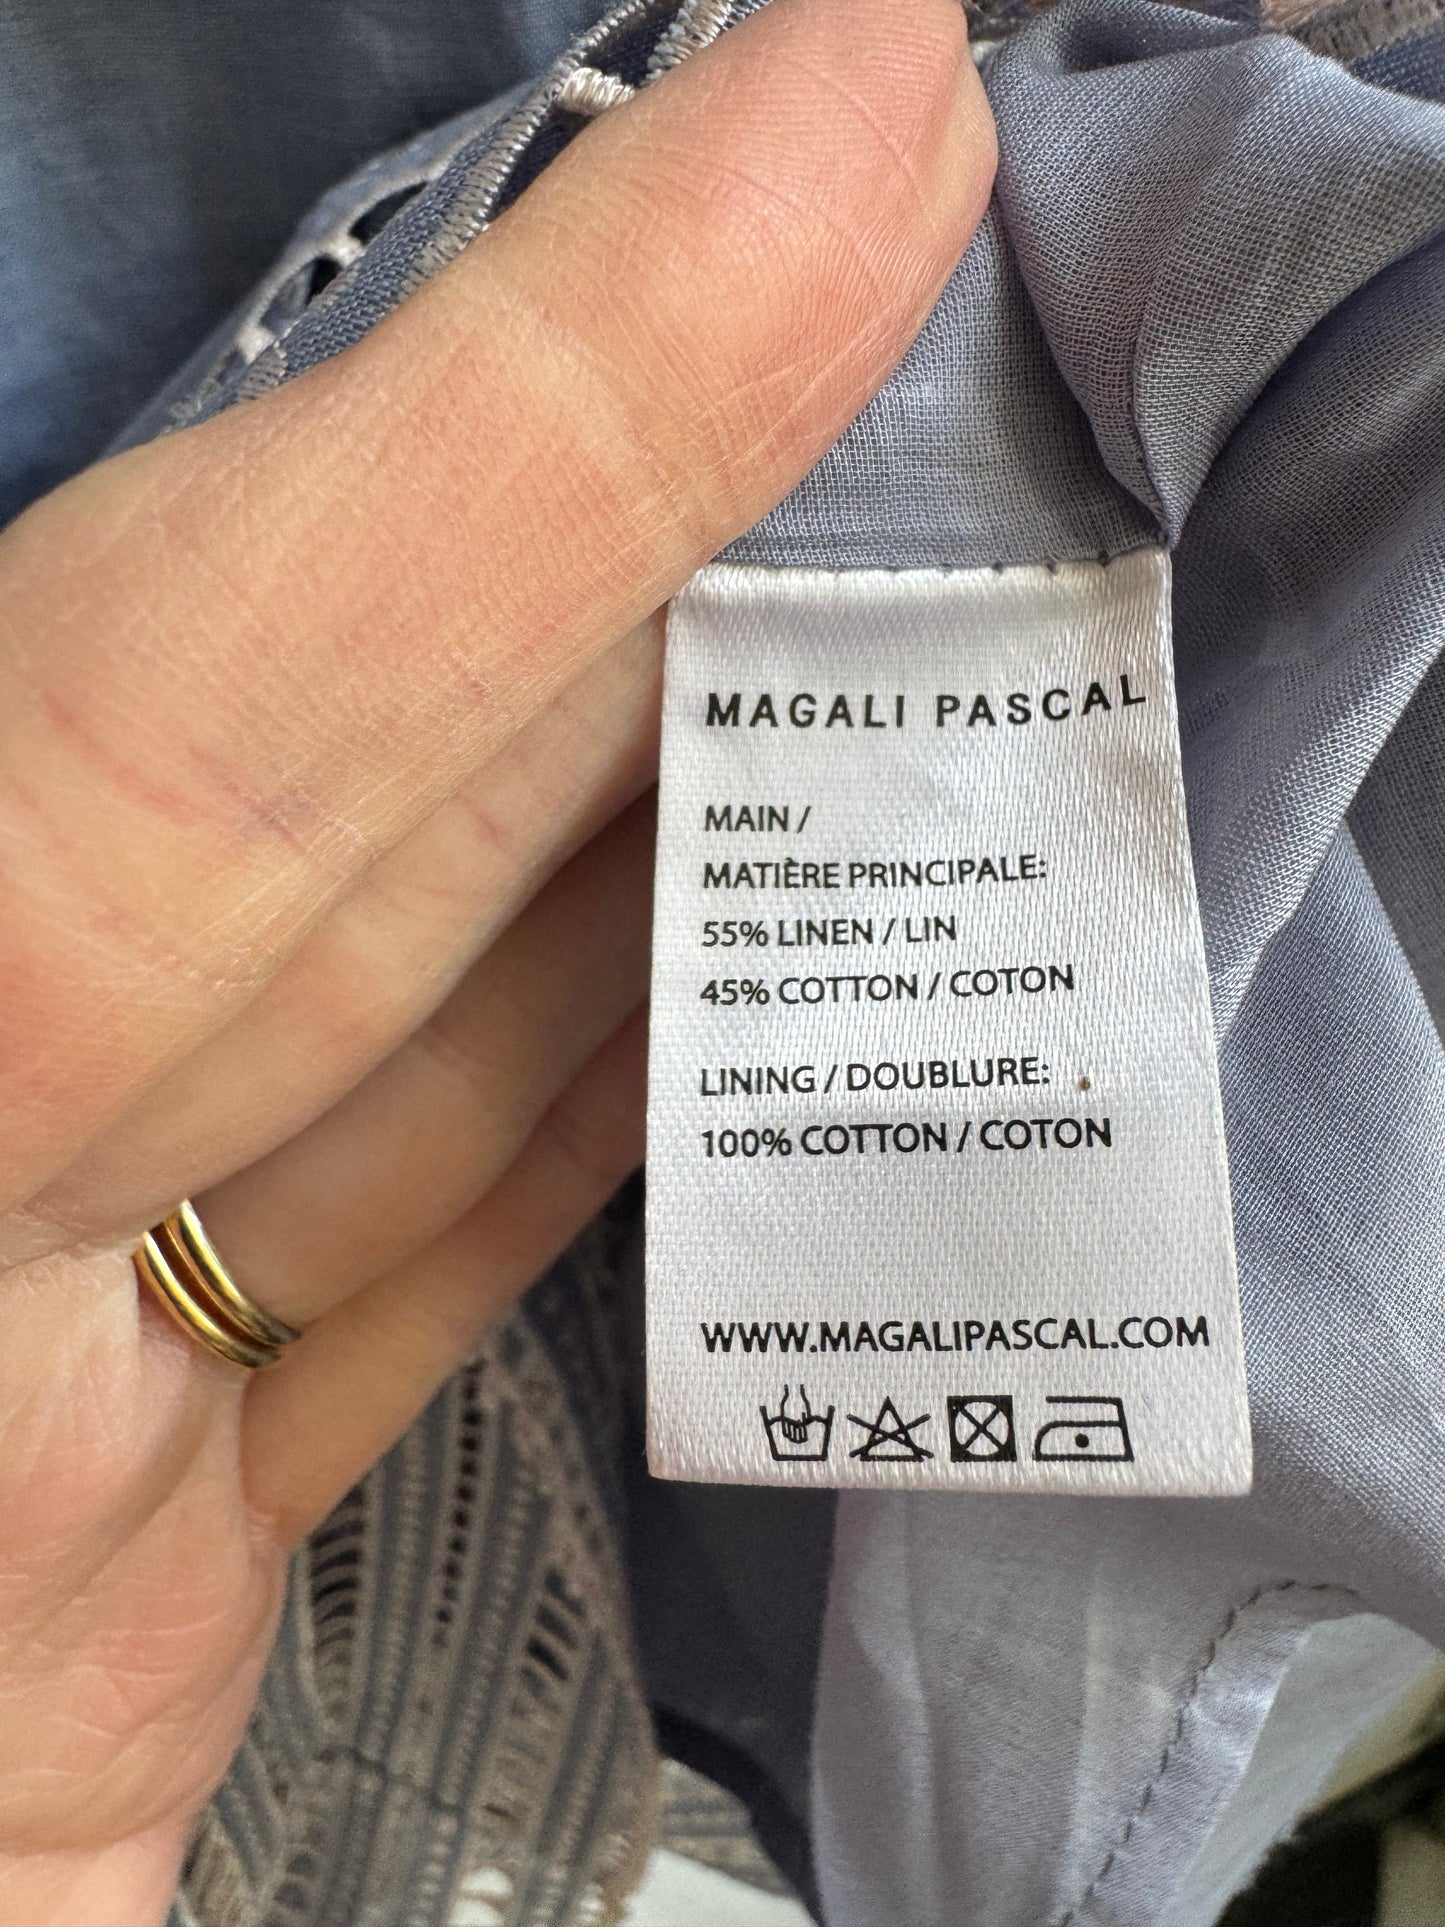 MAGALI PASCAL
MAIN /
MATIÈRE PRINCIPALE:
55% LINEN / LIN
45% COTTON / COTON
LINING / DOUBLURE:
100% COTTON / COTON
WWW.MAGALIPASCAL.COM